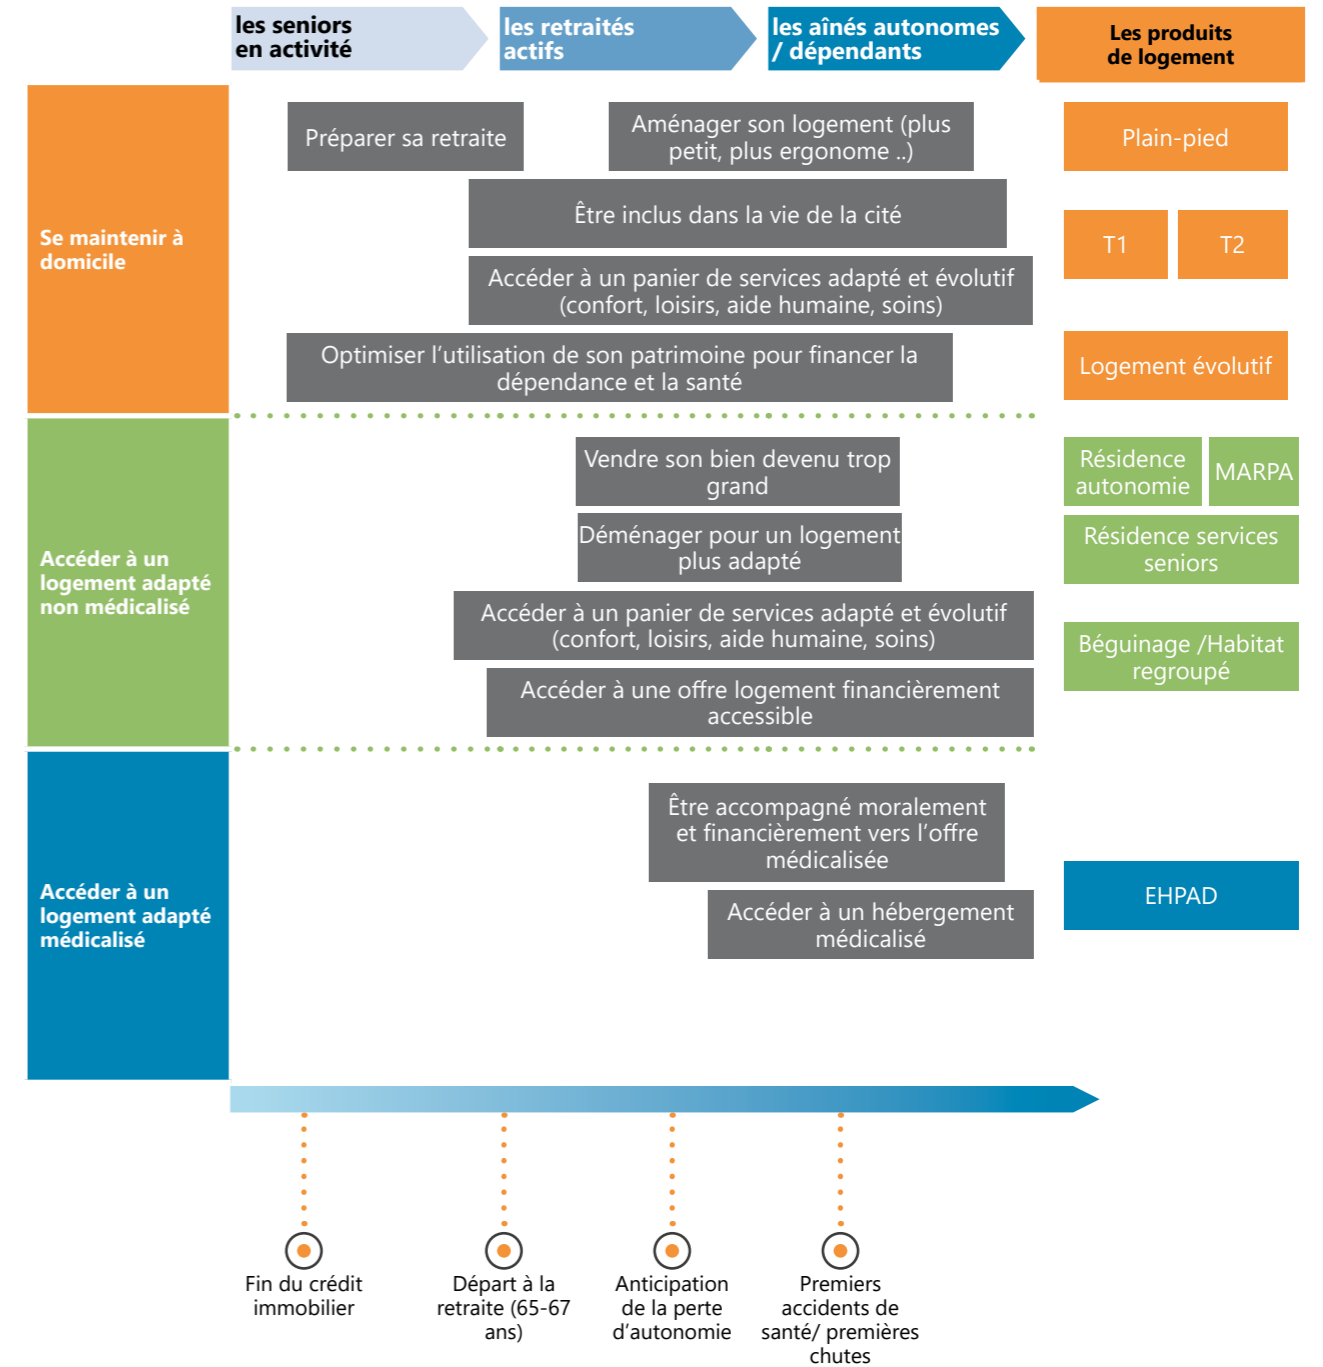 les seniors
en activité
les retraités
actifs
les aînés autonomes
/ dépendants
Les produits
de logement
Se maintenir à
domicile
Préparer sa retraite
Aménager son logement (plus
petit, plus ergonome ..)
Être inclus dans la vie de la cité
Accéder à un panier de services adapté et évolutif
(confort, loisirs, aide humaine, soins)
Optimiser l’utilisation de son patrimoine pour financer la
dépendance et la santé
Plain-pied
T1
T2
Logement évolutif
Accéder à un
logement adapté
non médicalisé
Vendre son bien devenu trop
grand
Déménager pour un logement
plus adapté
Accéder à un panier de services adapté et évolutif
(confort, loisirs, aide humaine, soins)
Accéder à une offre logement financièrement
accessible
Résidence
autonomie
MARPA
Résidence services
seniors
Béguinage /Habitat
regroupé
Accéder à un
logement adapté
médicalisé
Être accompagné moralement
et financièrement vers l’offre
médicalisée
Accéder à un hébergement
médicalisé
EHPAD
Fin du crédit
immobilier
Départ à la
retraite (65-67
ans)
Anticipation
de la perte
d’autonomie
Premiers
accidents de
santé/ premières
chutes